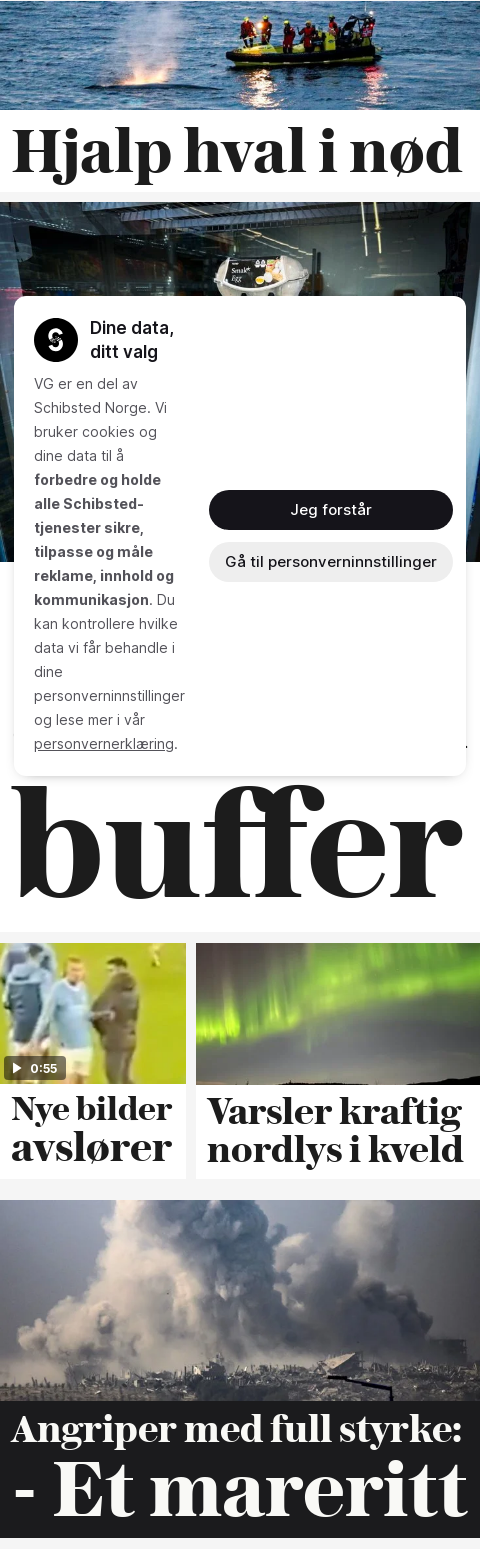 Hjalp hval i nød
Smak+
Egg
Dine data,
ditt valg
VG er en del av
Schibsted Norge. Vi
bruker cookies og
dine data til å
forbedre og holde
alle Schibsted-
tjenester sikre,
tilpasse og måle
reklame, innhold og
kommunikasjon. Du
kan kontrollere hvilke
data vi får behandle i
dine
personverninnstillinger
og lese mer i vår
personvernerklæring.
Jeg forstår
Gå til personverninnstillinger
buffer
0:55
Nye bilder
avslører
Varsler kraftig
nordlys i kveld
Angriper med full styrke:
- Et mareritt